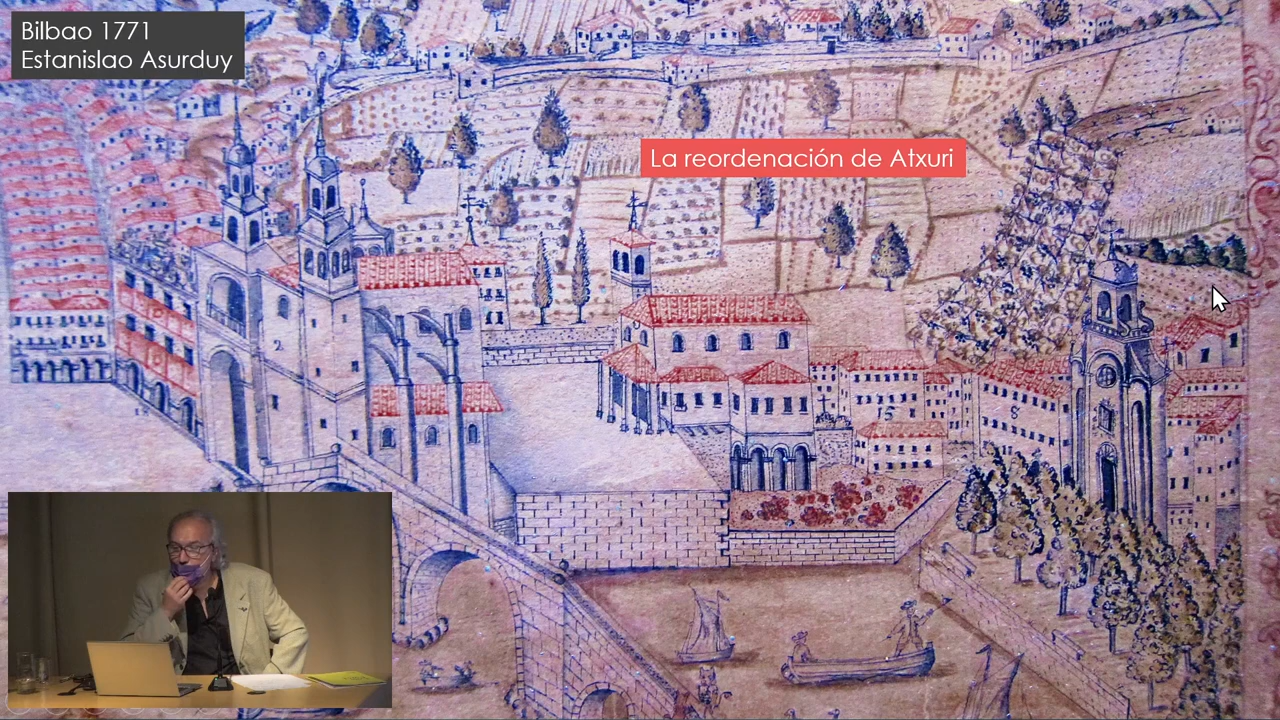 Bilbao 1771
Estanislao Asurduy
La reordenación de Atxuri
2
15
8